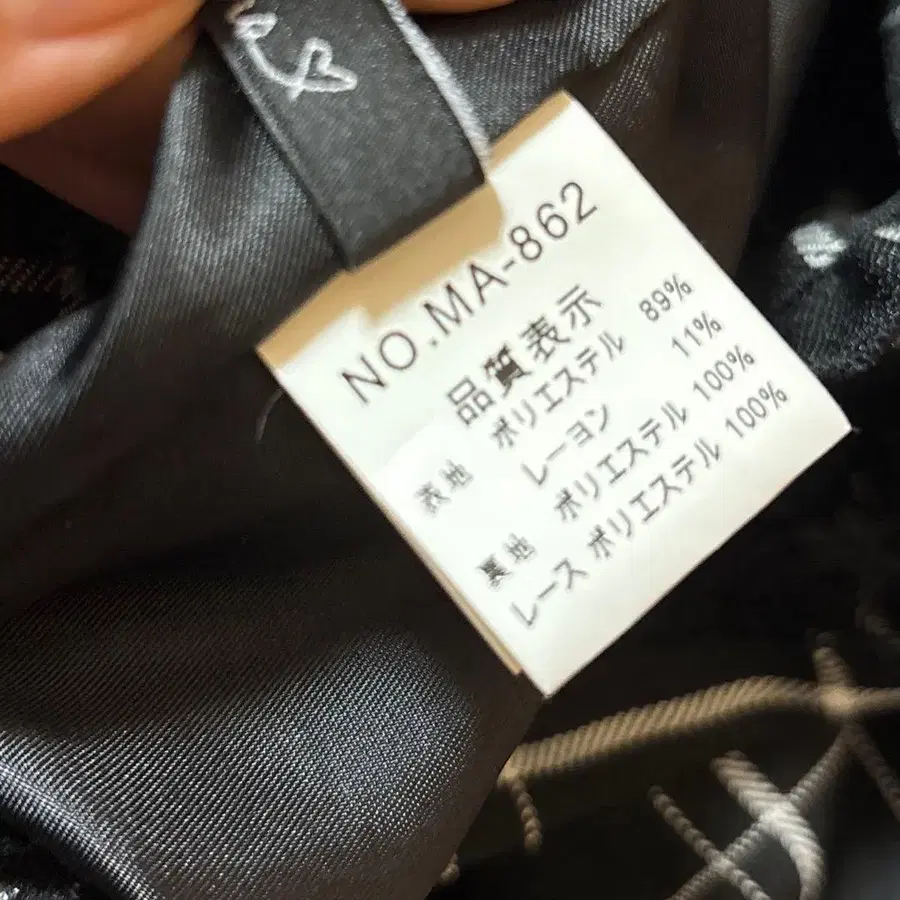 NO.MA-862
品質表示
表地 ポリエステル 89%
レーヨン 11%
裏地 ポリエステル 100%
レース ポリエステル 100%